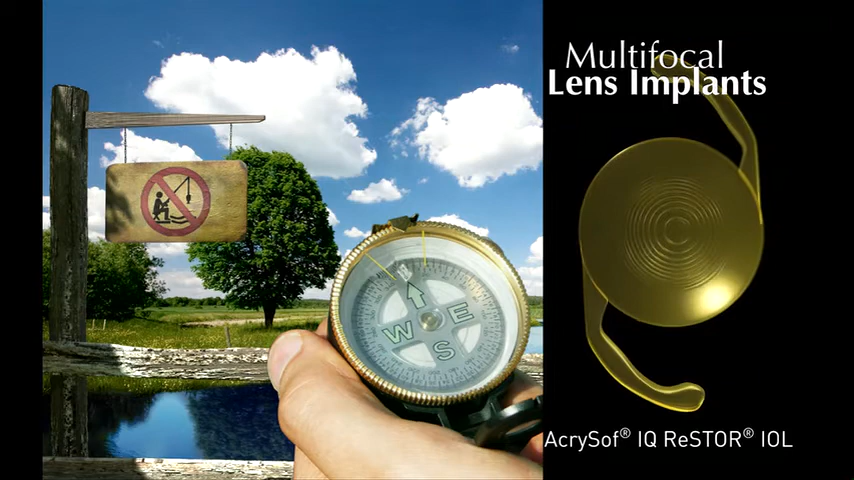 Multifocal
Lens Implants
W
E
S
AcrySof® IQ ReSTOR® IOL